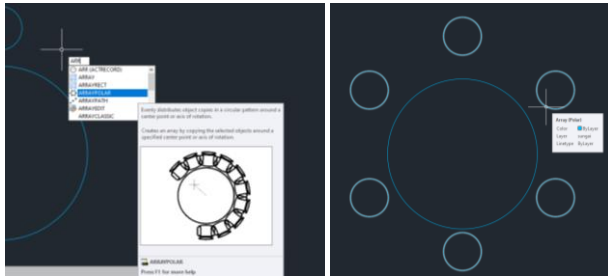 ARR
ARR (ACTRECORD)
ARRAY
ARRAYRECT
ARRAYPOLAR
ARRAYPATH
ARRAYEDIT
ARRAYCLASSIC
Evenly distributes object copies in a circular pattern around a
center point or axis of rotation.
Creates an array by copying the selected objects around a
specified center point or axis of rotation.
ARRAYPOLAR
Press F1 for more help
Array (Polar)
Color ByLayer
Layer
Linetype ByLayer